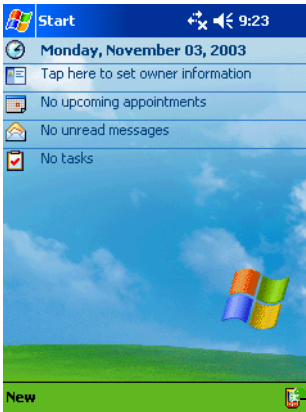 Start 9:23
Monday, November 03, 2003
Tap here to set owner information
No upcoming appointments
No unread messages
No tasks
New